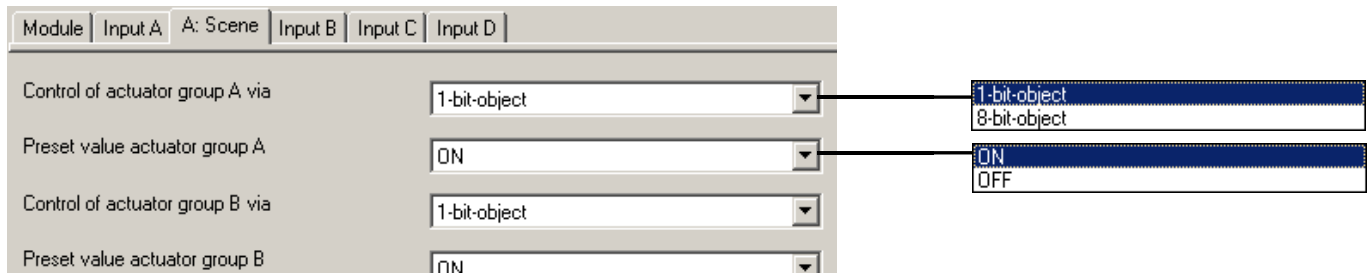 Module Input A A: Scene Input B Input C Input D
Control of actuator group A via 1-bit-object 1-bit-object
8-bit-object
Preset value actuator group A ON ON
OFF
Control of actuator group B via 1-bit-object
Preset value actuator group B ON